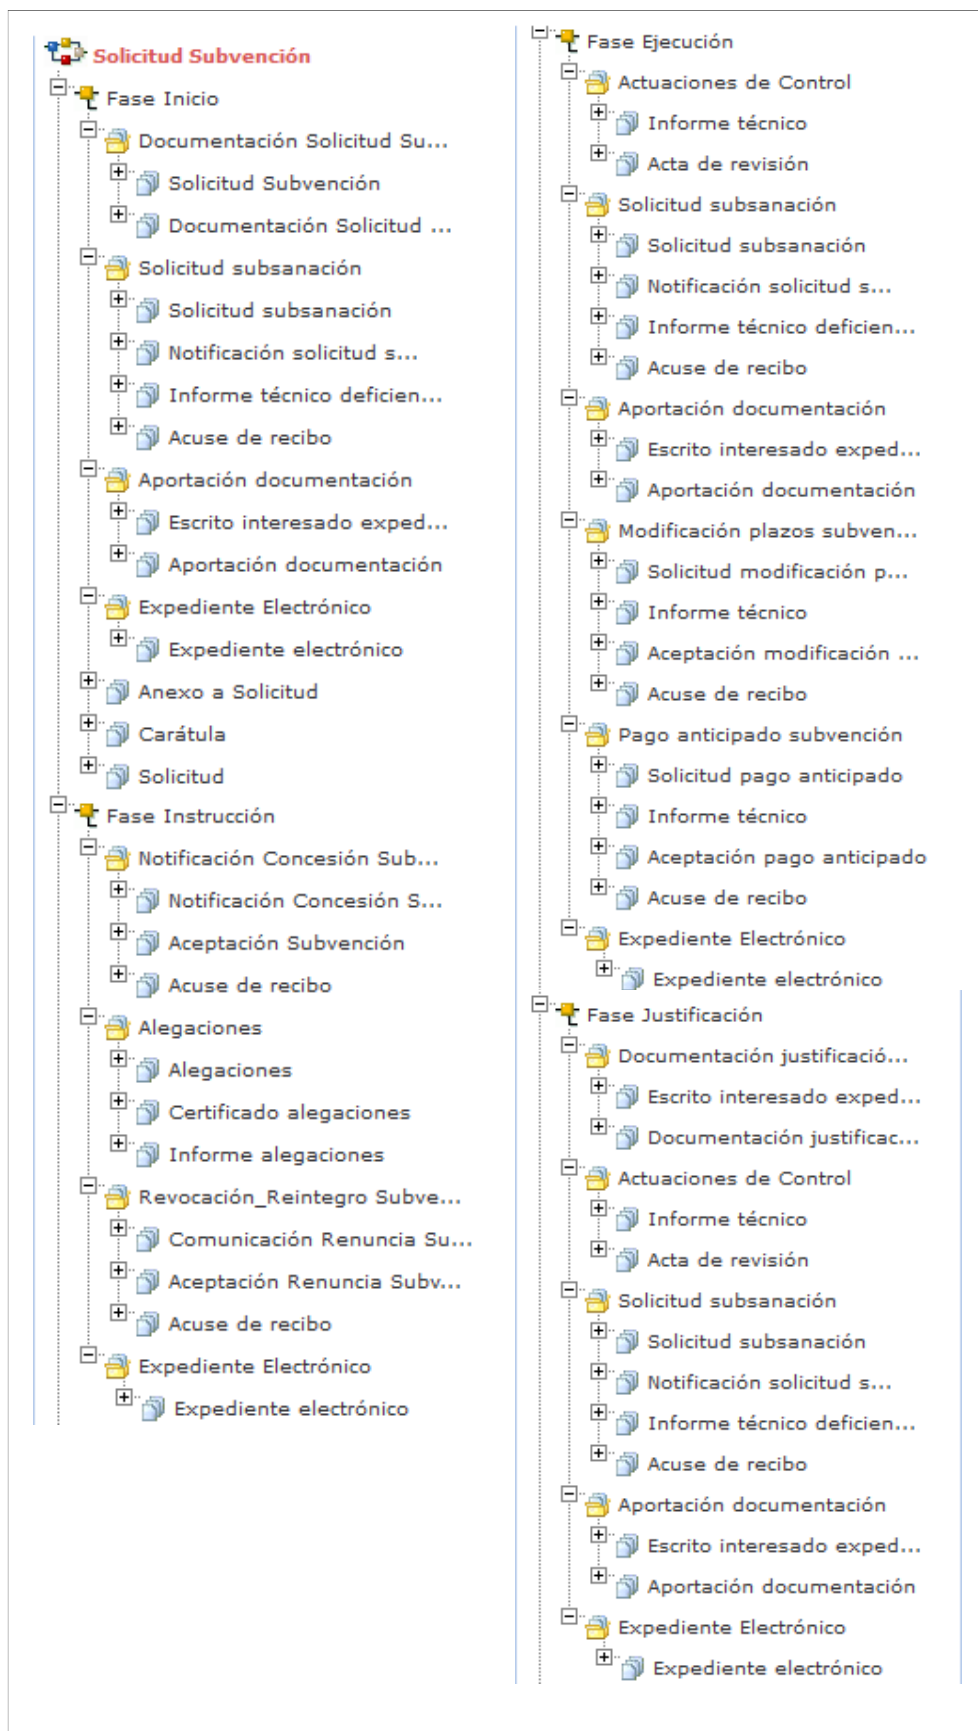 Solicitud Subvención
Fase Inicio
Documentación Solicitud Su...
Solicitud Subvención
Documentación Solicitud ...
Solicitud subsanación
Solicitud subsanación
Notificación solicitud s...
Informe técnico deficien...
Acuse de recibo
Aportación documentación
Escrito interesado exped...
Aportación documentación
Expediente Electrónico
Expediente electrónico
Anexo a Solicitud
Carátula
Solicitud
Fase Instrucción
Notificación Concesión Sub...
Notificación Concesión S...
Aceptación Subvención
Acuse de recibo
Alegaciones
Alegaciones
Certificado alegaciones
Informe alegaciones
Revocación_Reintegro Subve...
Comunicación Renuncia Su...
Aceptación Renuncia Subv...
Acuse de recibo
Expediente Electrónico
Expediente electrónico
Fase Ejecución
Actuaciones de Control
Informe técnico
Acta de revisión
Solicitud subsanación
Solicitud subsanación
Notificación solicitud s...
Informe técnico deficien...
Acuse de recibo
Aportación documentación
Escrito interesado exped...
Aportación documentación
Modificación plazos subven...
Solicitud modificación p...
Informe técnico
Aceptación modificación ...
Acuse de recibo
Pago anticipado subvención
Solicitud pago anticipado
Informe técnico
Aceptación pago anticipado
Acuse de recibo
Expediente Electrónico
Expediente electrónico
Fase Justificación
Documentación justificació...
Escrito interesado exped...
Documentación justificac...
Actuaciones de Control
Informe técnico
Acta de revisión
Solicitud subsanación
Solicitud subsanación
Notificación solicitud s...
Informe técnico deficien...
Acuse de recibo
Aportación documentación
Escrito interesado exped...
Aportación documentación
Expediente Electrónico
Expediente electrónico